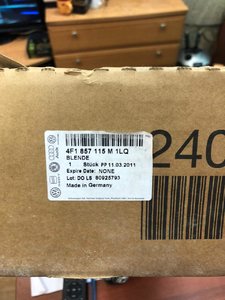 4F1 857 115 M 1LQ
BLENDE
1 Stück PP 11.03.2011
Expire Date: NONE
Lot: DO LS 80925793
Made in Germany
240